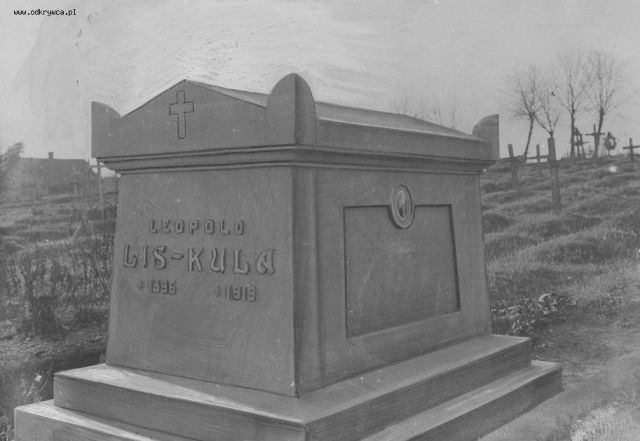 www.odkrywca.pl
LEOPOLD
LIS-KULA
* 1896 + 1919